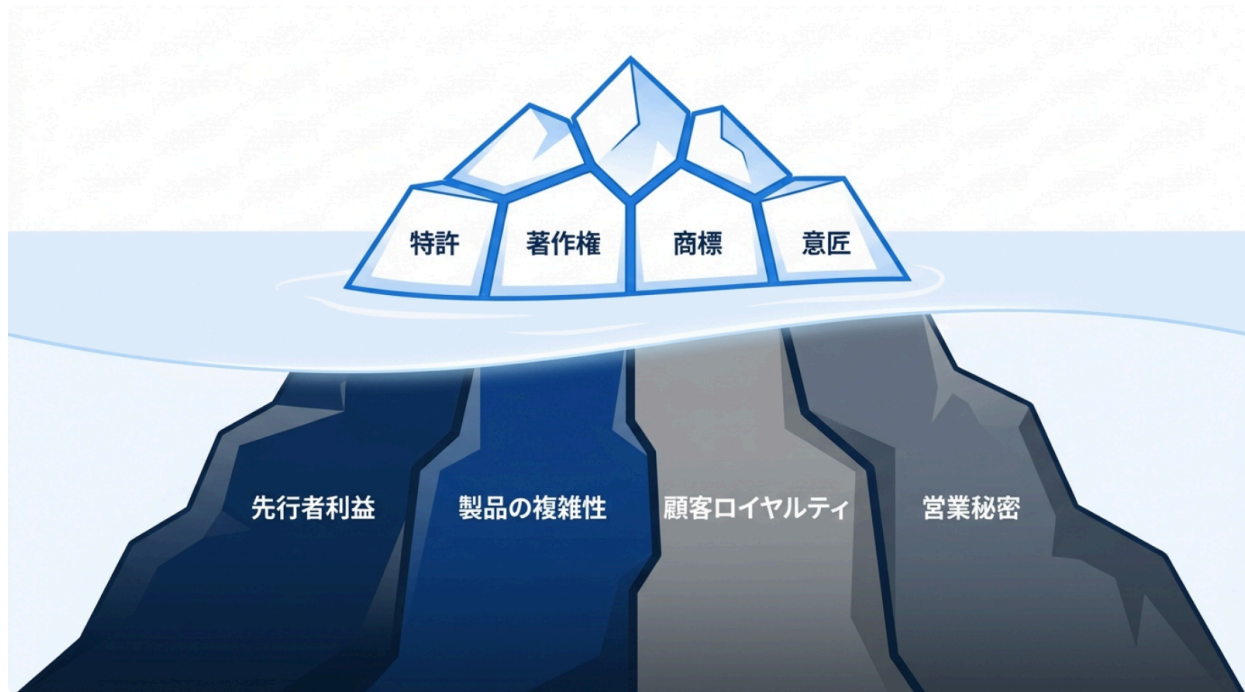 特許
著作権
商標
意匠
先行者利益
製品の複雑性
顧客ロイヤルティ
営業秘密